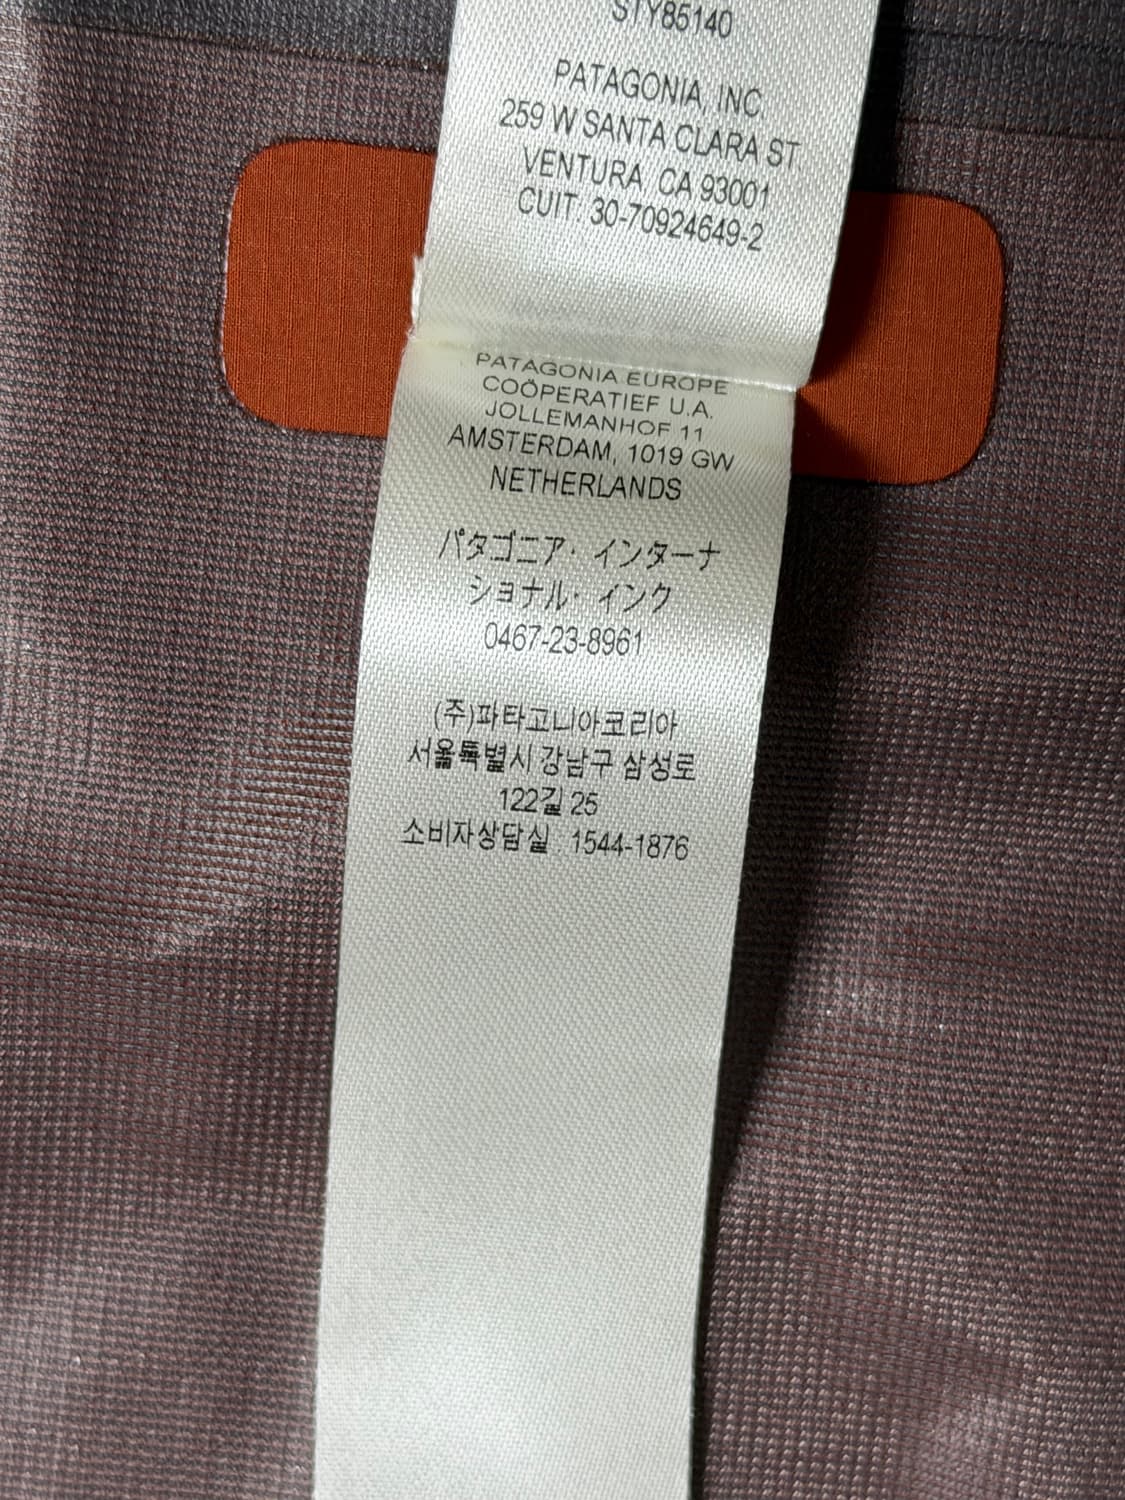 STY85140
PATAGONIA, INC.
259 W SANTA CLARA ST.
VENTURA, CA 93001
CUIT: 30-70924649-2
PATAGONIA EUROPE
COÖPERATIEF U.A.
JOLLEMANHOF 11
AMSTERDAM, 1019 GW
NETHERLANDS
パタゴニア・インターナ
ショナル・インク
0467-23-8961
(주)파타고니아코리아
서울특별시 강남구 삼성로
122길 25
소비자상담실 1544-1876